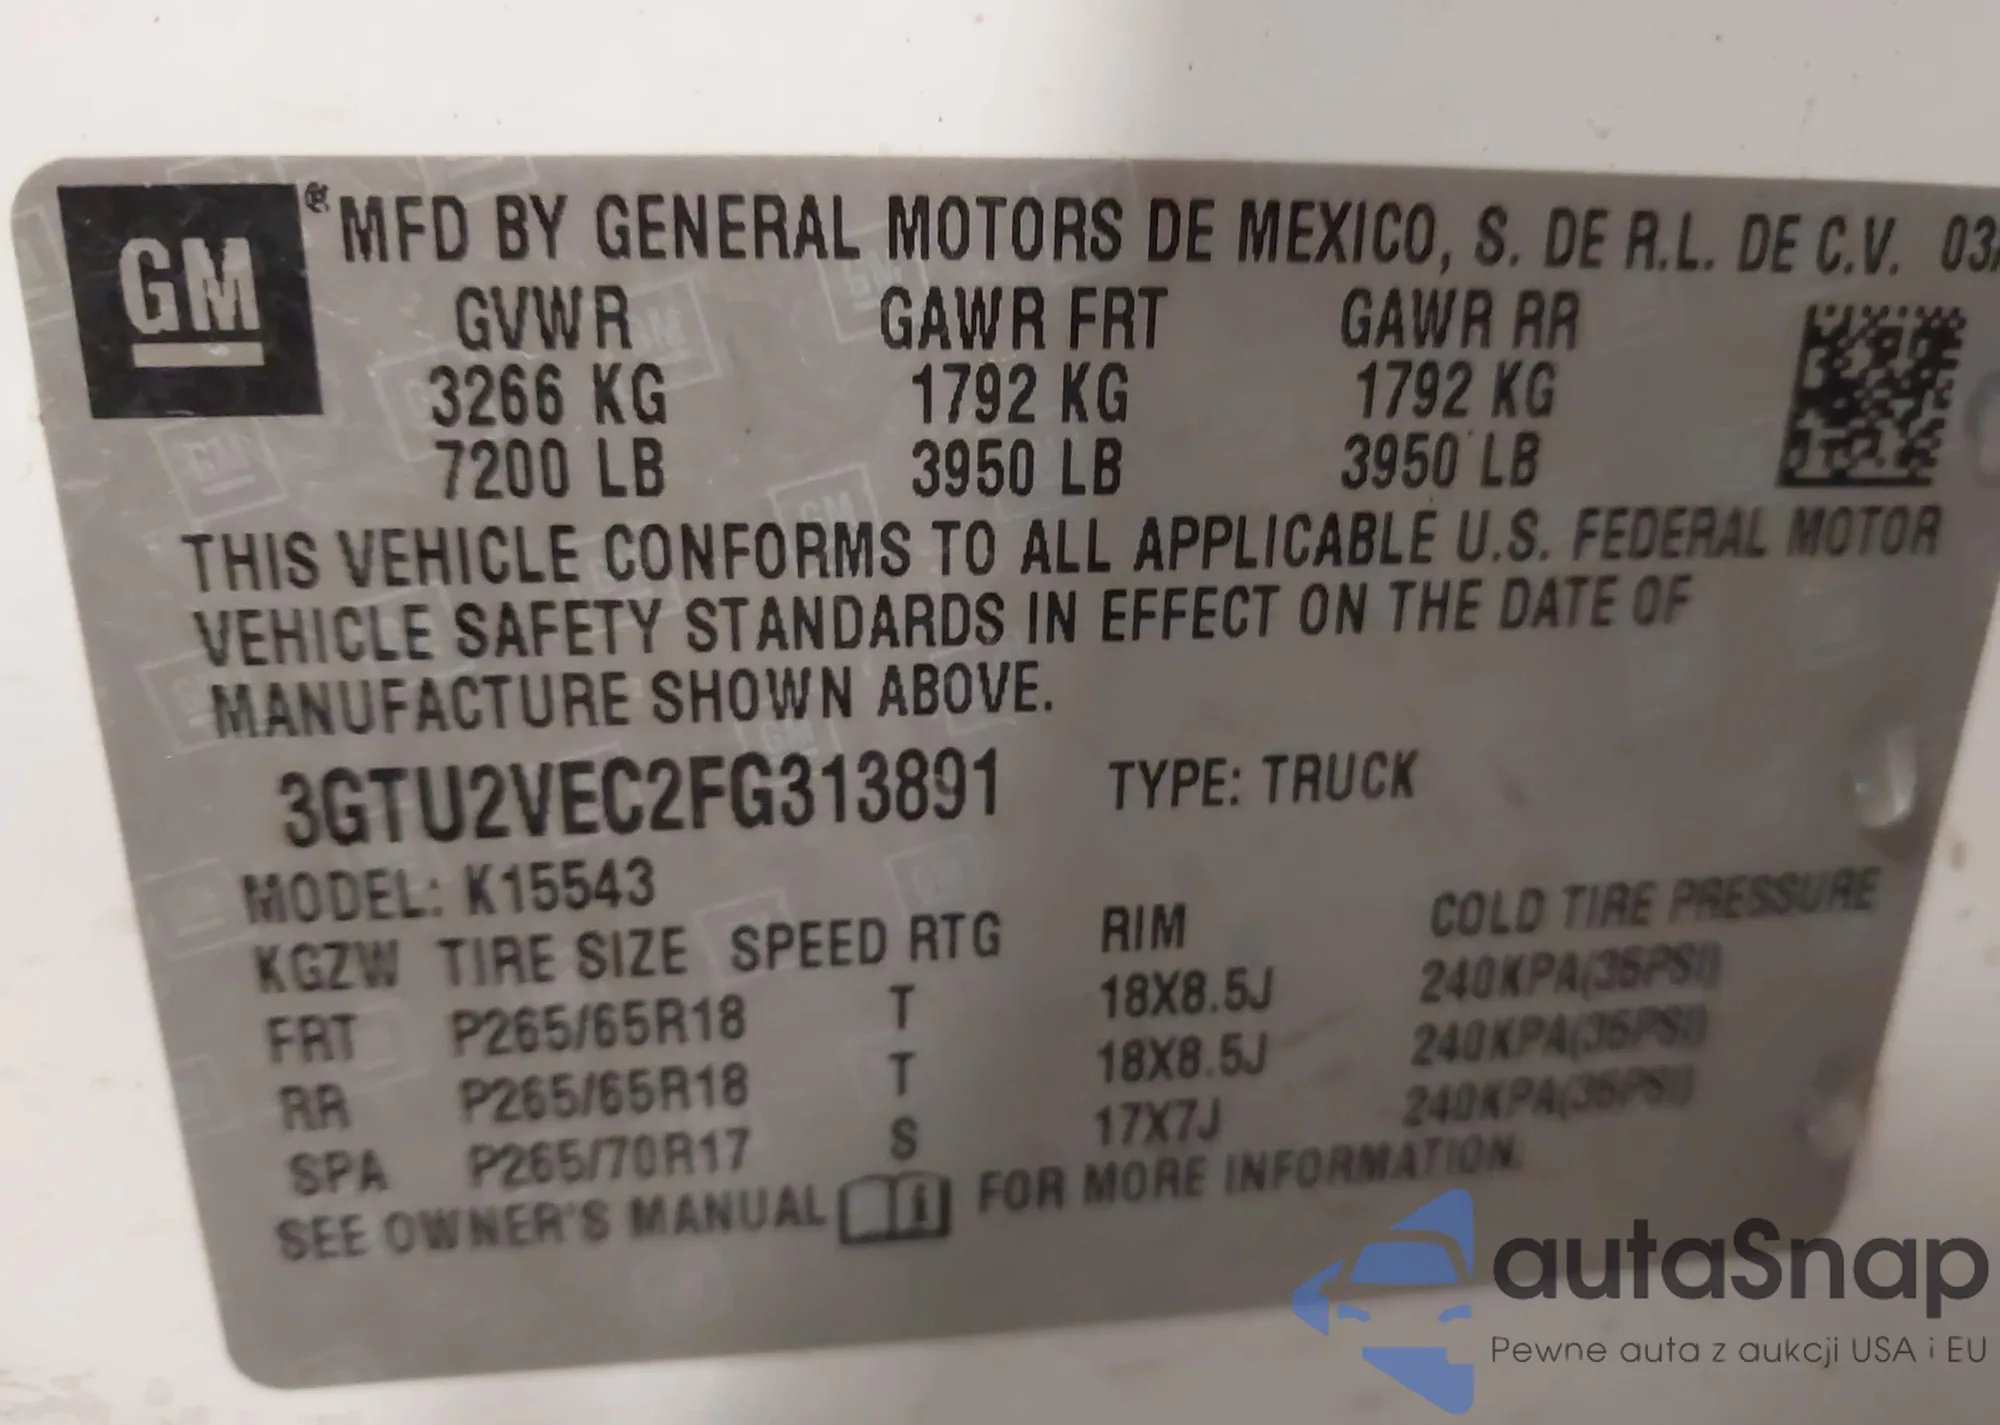 GM
® MFD BY GENERAL MOTORS DE MEXICO, S. DE R.L. DE C.V. 03/
GVWR GAWR FRT GAWR RR
3266 KG 1792 KG 1792 KG
7200 LB 3950 LB 3950 LB
THIS VEHICLE CONFORMS TO ALL APPLICABLE U.S. FEDERAL MOTOR
VEHICLE SAFETY STANDARDS IN EFFECT ON THE DATE OF
MANUFACTURE SHOWN ABOVE.
3GTU2VEC2FG313891 TYPE: TRUCK
MODEL: K15543
KGZW TIRE SIZE SPEED RTG RIM COLD TIRE PRESSURE
FRT P265/65R18 T 18X8.5J 240KPA(35PSI)
RR P265/65R18 T 18X8.5J 240KPA(35PSI)
SPA P265/70R17 S 17X7J 240KPA(35PSI)
SEE OWNER'S MANUAL FOR MORE INFORMATION.
autaSnap
Pewne auta z aukcji USA i EU